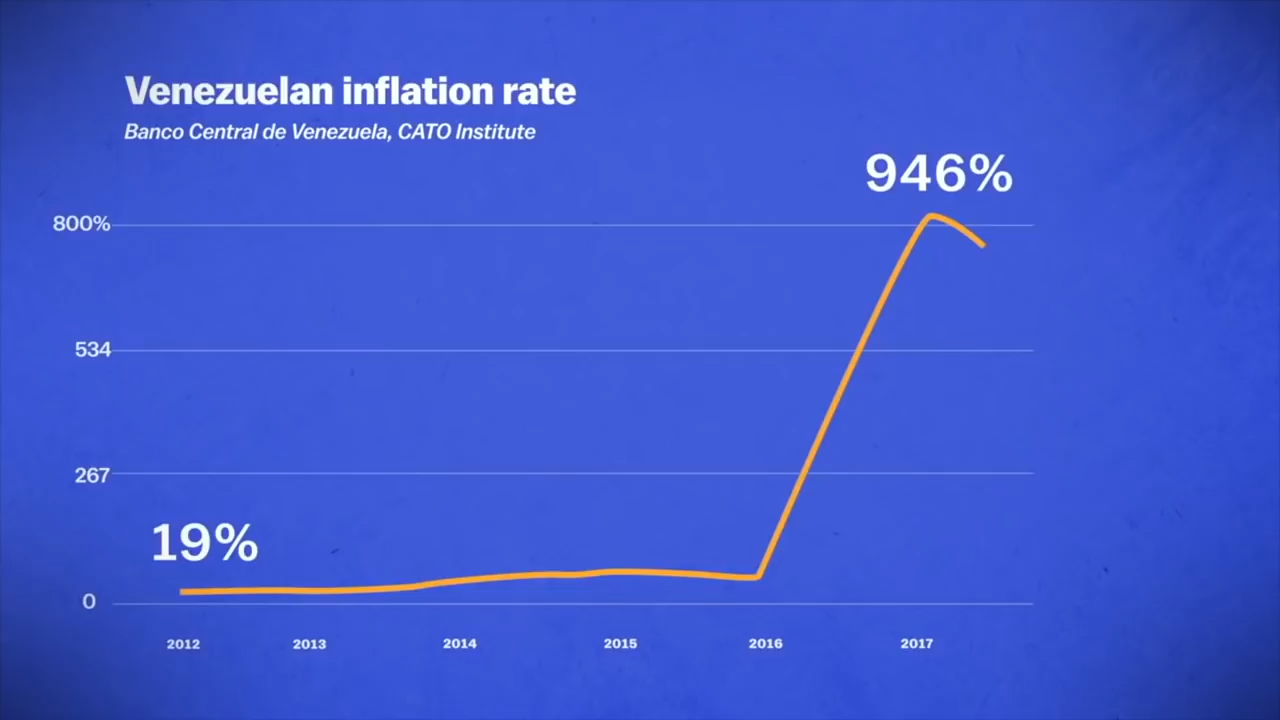 Venezuelan inflation rate
Banco Central de Venezuela, CATO Institute
946%
800%
534
267
19%
0
2012 2013 2014 2015 2016 2017